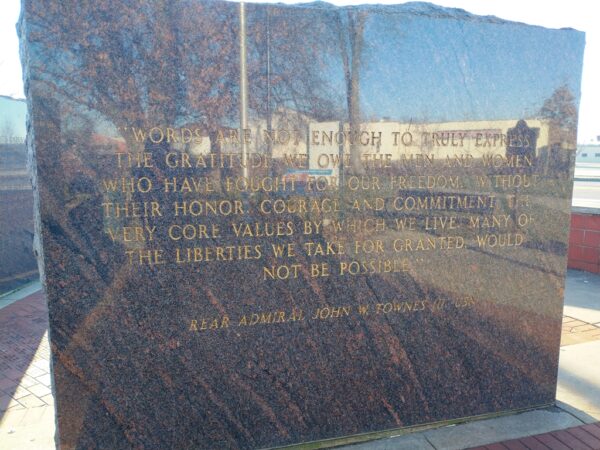 "WORDS ARE NOT ENOUGH TO TRULY EXPRESS
THE GRATITUDE WE OWE THE MEN AND WOMEN
WHO HAVE FOUGHT FOR OUR FREEDOM. WITHOUT
THEIR HONOR, COURAGE AND COMMITMENT, THE
VERY CORE VALUES BY WHICH WE LIVE, MANY OF
THE LIBERTIES WE TAKE FOR GRANTED, WOULD
NOT BE POSSIBLE."
REAR ADMIRAL JOHN W. TOWNES III, USN